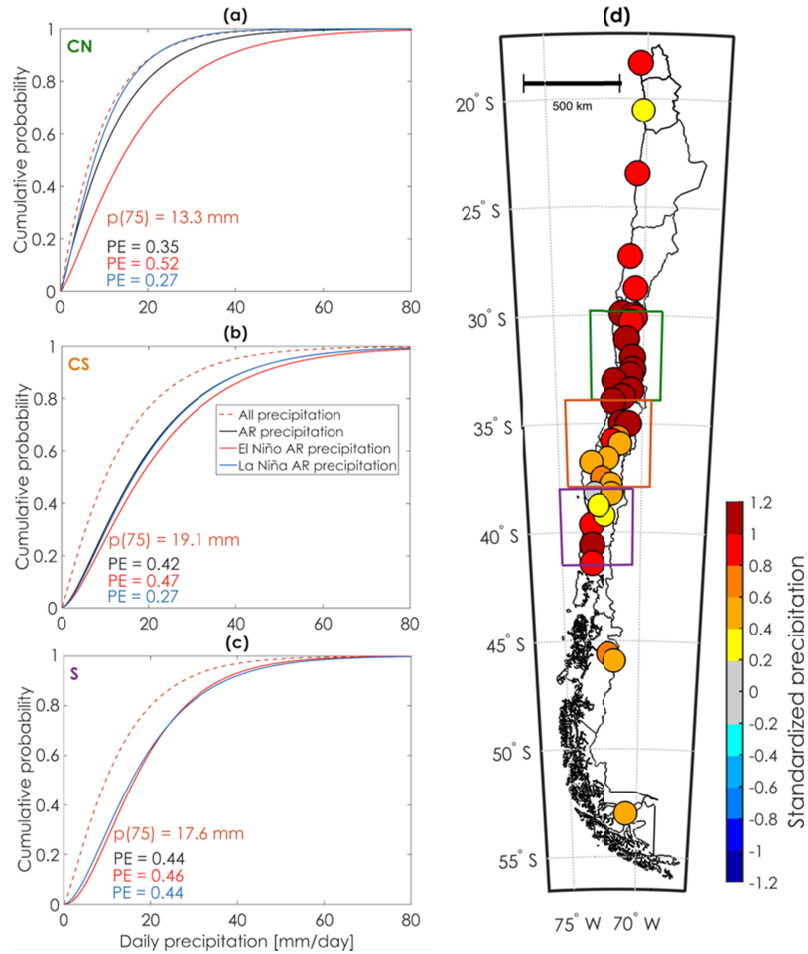 (a)
CN
Cumulative probability
1
0.8
0.6
0.4
0.2
0
p(75) = 13.3 mm
PE = 0.35
PE = 0.52
PE = 0.27
0 20 40 60 80
(b)
CS
Cumulative probability
1
0.8
0.6
0.4
0.2
0
All precipitation
AR precipitation
El Niño AR precipitation
La Niña AR precipitation
p(75) = 19.1 mm
PE = 0.42
PE = 0.47
PE = 0.27
0 20 40 60 80
(c)
S
Cumulative probability
1
0.8
0.6
0.4
0.2
0
p(75) = 17.6 mm
PE = 0.44
PE = 0.46
PE = 0.44
0 20 40 60 80
Daily precipitation [mm/day]
(d)
500 km
20° S
25° S
30° S
35° S
40° S
45° S
50° S
55° S
75° W 70° W
1.2
1
0.8
0.6
0.4
0.2
0
-0.2
-0.4
-0.6
-0.8
-1
-1.2
Standardized precipitation